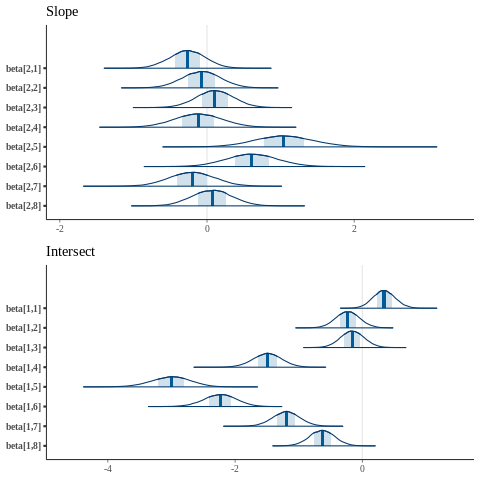 Slope
beta[2,1]
beta[2,2]
beta[2,3]
beta[2,4]
beta[2,5]
beta[2,6]
beta[2,7]
beta[2,8]
-2 0 2
Intersect
beta[1,1]
beta[1,2]
beta[1,3]
beta[1,4]
beta[1,5]
beta[1,6]
beta[1,7]
beta[1,8]
-4 -2 0